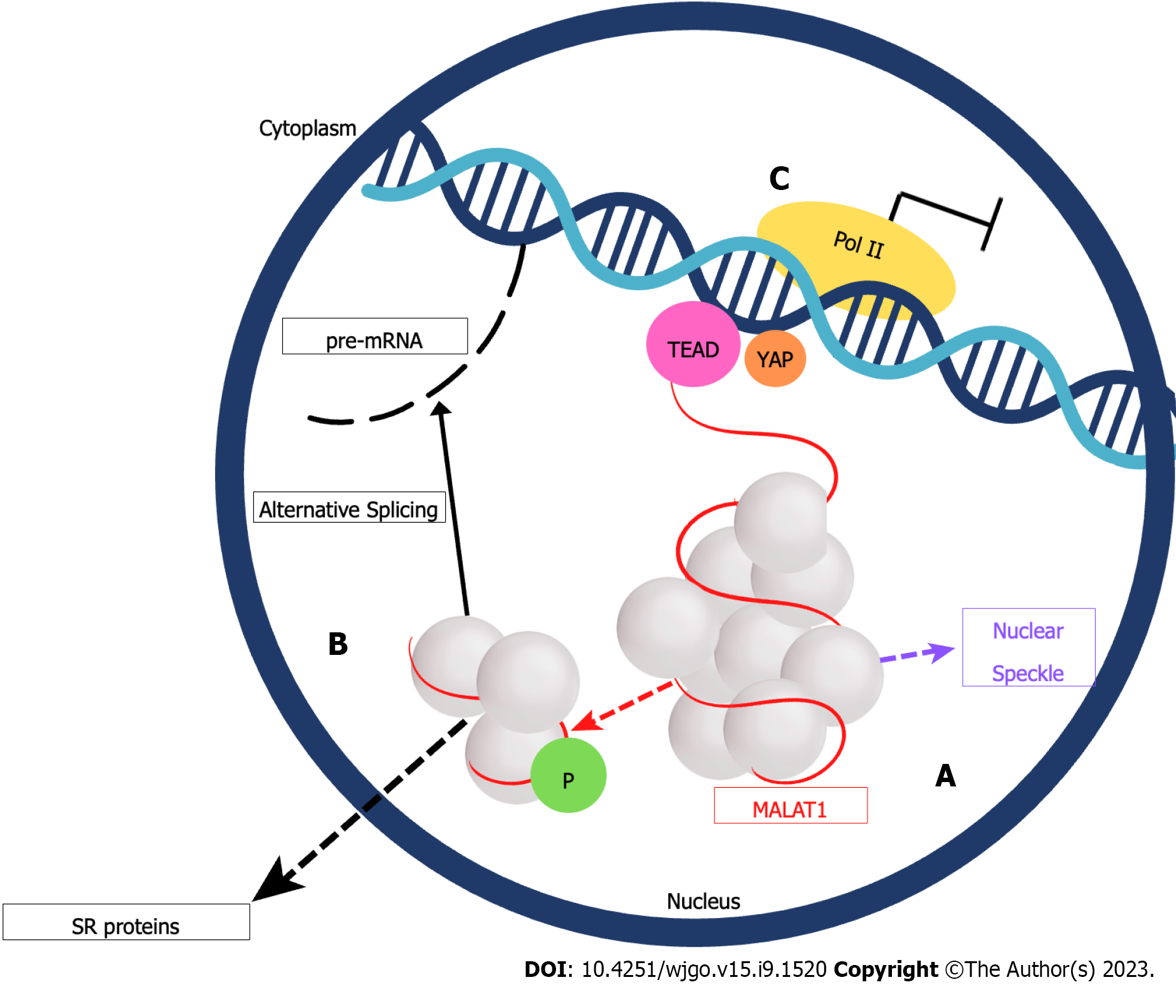 Cytoplasm
C
Pol II
pre-mRNA
TEAD
YAP
Alternative Splicing
B
Nuclear
Speckle
P
A
MALAT1
Nucleus
SR proteins
DOI: 10.4251/wjgo.v15.i9.1520 Copyright ©The Author(s) 2023.